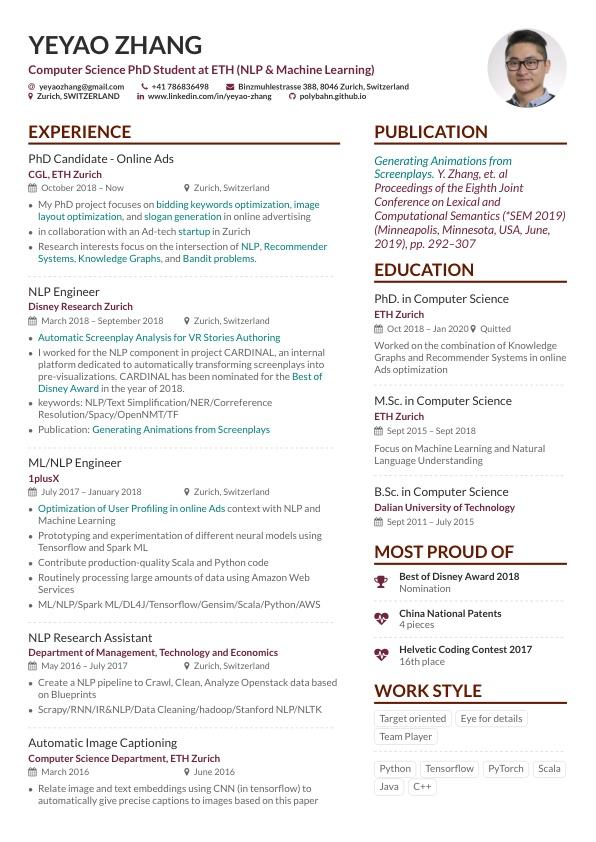 YEYAO ZHANG
Computer Science PhD Student at ETH (NLP & Machine Learning)
yeyaozhang@gmail.com +41 786836498 Binzmuhlestrasse 388, 8046 Zurich, Switzerland
Zurich, SWITZERLAND www.linkedin.com/in/yeyao-zhang polybahn.github.io
EXPERIENCE
PhD Candidate - Online Ads
CGL, ETH Zurich
October 2018 – Now Zurich, Switzerland
• My PhD project focuses on bidding keywords optimization, image
layout optimization, and slogan generation in online advertising
• in collaboration with an Ad-tech startup in Zurich
• Research interests focus on the intersection of NLP, Recommender
Systems, Knowledge Graphs, and Bandit problems.
NLP Engineer
Disney Research Zurich
March 2018 – September 2018 Zurich, Switzerland
• Automatic Screenplay Analysis for VR Stories Authoring
• I worked for the NLP component in project CARDINAL, an internal
platform dedicated to automatically transforming screenplays into
pre-visualizations. CARDINAL has been nominated for the Best of
Disney Award in the year of 2018.
• keywords: NLP/Text Simplification/NER/Correference
Resolution/Spacy/OpenNMT/TF
• Publication: Generating Animations from Screenplays
ML/NLP Engineer
1plusX
July 2017 – January 2018 Zurich, Switzerland
• Optimization of User Profiling in online Ads context with NLP and
Machine Learning
• Prototyping and experimentation of different neural models using
Tensorflow and Spark ML
• Contribute production-quality Scala and Python code
• Routinely processing large amounts of data using Amazon Web
Services
• ML/NLP/Spark ML/DL4J/Tensorflow/Gensim/Scala/Python/AWS
NLP Research Assistant
Department of Management, Technology and Economics
May 2016 – July 2017 Zurich, Switzerland
• Create a NLP pipeline to Crawl, Clean, Analyze Openstack data based
on Blueprints
• Scrapy/RNN/IR&NLP/Data Cleaning/hadoop/Stanford NLP/NLTK
Automatic Image Captioning
Computer Science Department, ETH Zurich
March 2016 June 2016
• Relate image and text embeddings using CNN (in tensorflow) to
automatically give precise captions to images based on this paper
PUBLICATION
Generating Animations from
Screenplays. Y. Zhang, et. al
Proceedings of the Eighth Joint
Conference on Lexical and
Computational Semantics (*SEM 2019)
(Minneapolis, Minnesota, USA, June,
2019), pp. 292–307
EDUCATION
PhD. in Computer Science
ETH Zurich
Oct 2018 – Jan 2020 Quitted
Worked on the combination of Knowledge
Graphs and Recommender Systems in online
Ads optimization
M.Sc. in Computer Science
ETH Zurich
Sept 2015 – Sept 2018
Focus on Machine Learning and Natural
Language Understanding
B.Sc. in Computer Science
Dalian University of Technology
Sept 2011 – July 2015
MOST PROUD OF
Best of Disney Award 2018
Nomination
China National Patents
4 pieces
Helvetic Coding Contest 2017
16th place
WORK STYLE
Target oriented Eye for details
Team Player
Python Tensorflow PyTorch Scala
Java C++